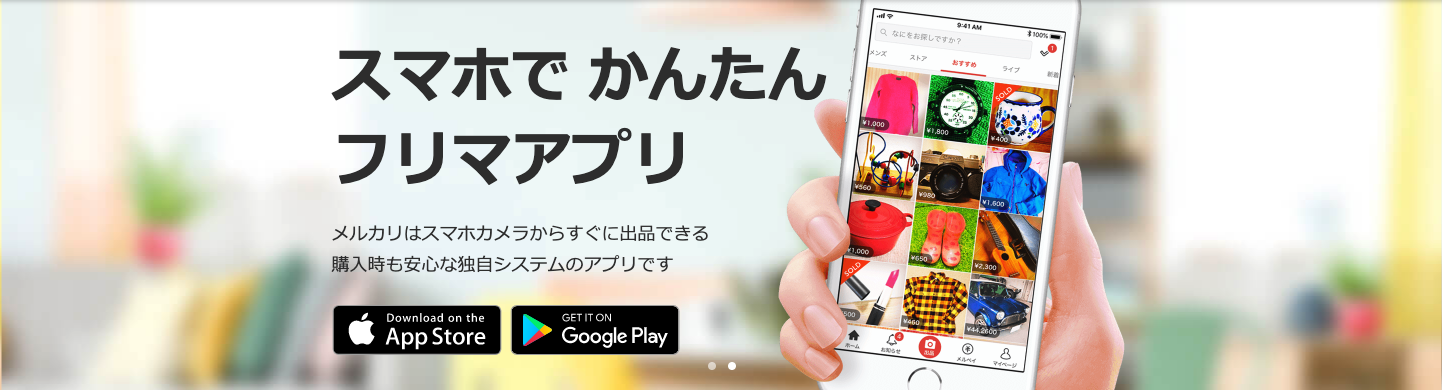 スマホで かんたん
フリマアプリ
メルカリはスマホカメラからすぐに出品できる
購入時も安心な独自システムのアプリです
Download on the
App Store
GET IT ON
Google Play
9:41 AM
100%
なにをお探しですか？
1
メンズ ストア おすすめ ライブ 新着
¥1,000 ¥1,800 SOLD ¥400
¥560 ¥980 ¥1,600
¥1,000 ¥650 ¥2,300
SOLD 500 ¥460 ¥44,2600
4
ホーム お知らせ 出品 メルペイ マイページ